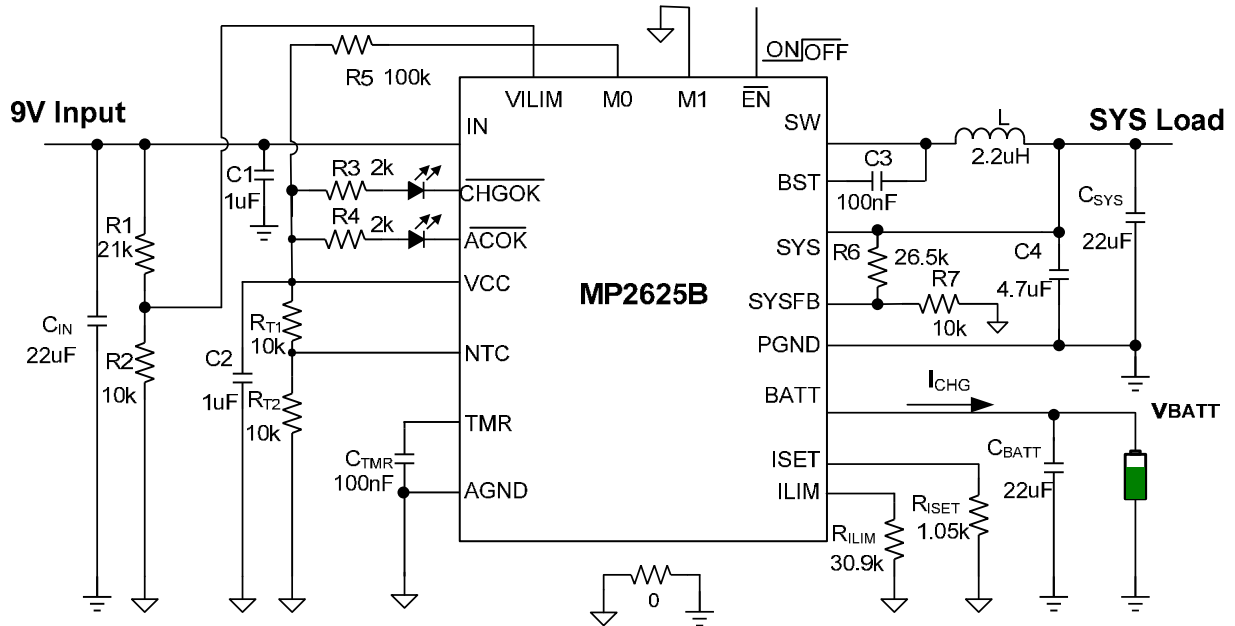 ON OFF
R5 100k
VILIM M0 M1 EN
9V Input
IN
SW
L
2.2uH
SYS Load
C1
1uF
R3 2k
CHGOK
R4 2k
ACOK
BST
C3
100nF
CSYS
22uF
R1
21k
SYS
R6
26.5k
C4
4.7uF
VCC
MP2625B
SYSFB
R7
10k
CIN
22uF
RT1
10k
R2
10k
C2
1uF
NTC
PGND
RT2
10k
BATT
ICHG
VBATT
TMR
CTMR
100nF
AGND
ISET
ILIM
CBATT
22uF
RISET
1.05k
RILIM
30.9k
0